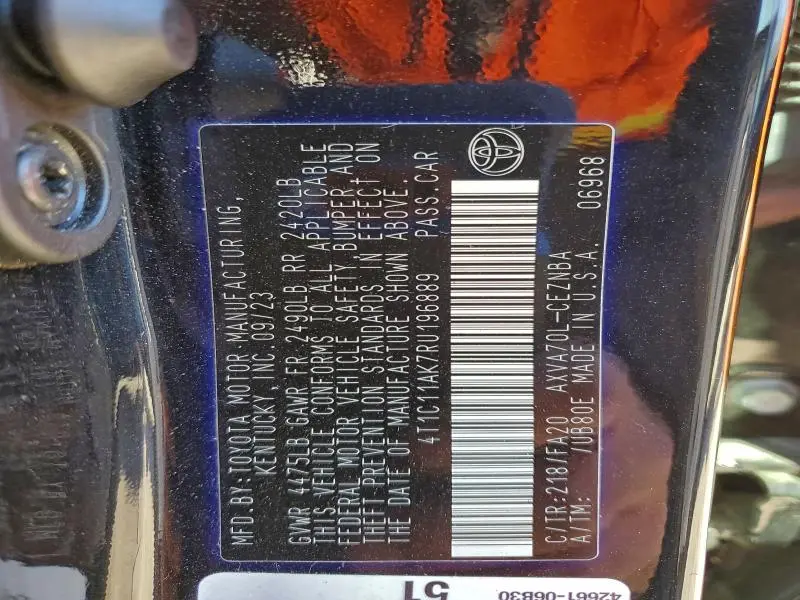 MFD.BY:TOYOTA MOTOR MANUFACTURING,
KENTUCKY, INC. 09/23
GVWR 4475LB GAWR FR 2490LB RR 2420LB
THIS VEHICLE CONFORMS TO ALL APPLICABLE
FEDERAL MOTOR VEHICLE SAFETY, BUMPER AND
THEFT PREVENTION STANDARDS IN EFFECT ON
THE DATE OF MANUFACTURE SHOWN ABOVE.
4T1C11AK7RU196889 PASS.CAR
C/TR:218/FA20 AXVA70L-CEZNBA 06968
A/TM: /UB80E MADE IN U.S.A.
42661-06B30
51